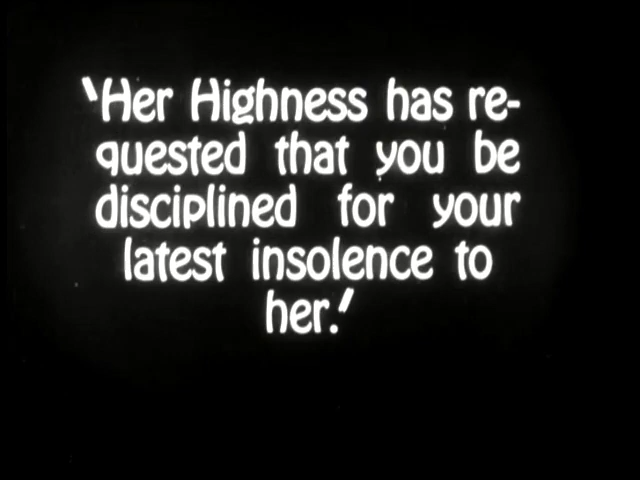 'Her Highness has re-
quested that you be
disciplined for your
latest insolence to
her.'